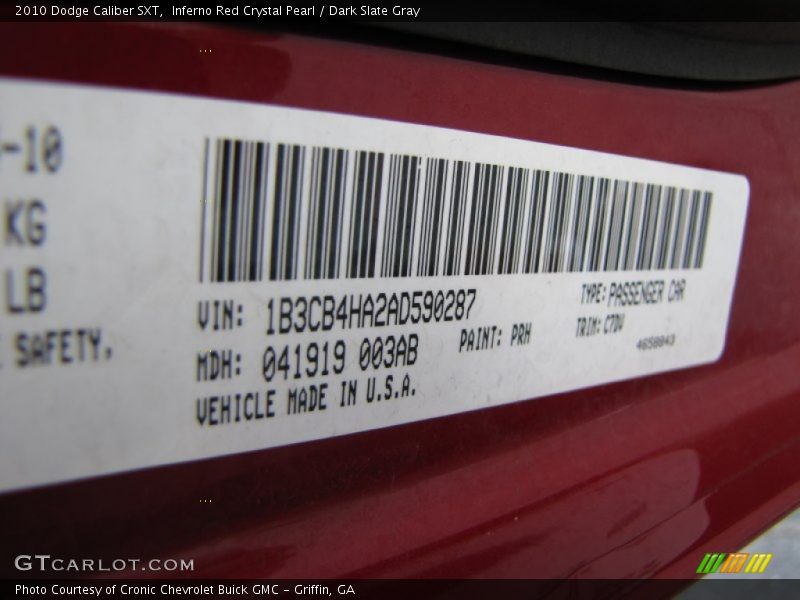 2010 Dodge Caliber SXT,  Inferno Red Crystal Pearl / Dark Slate Gray
-10
KG
LB
SAFETY.
VIN: 1B3CB4HA2AD590287
TYPE: PASSENGER CAR
MDH: 041919 003AB
PAINT: PRH
TRIM: C7DV
4658043
VEHICLE MADE IN U.S.A.
GTCARLOT.COM
Photo Courtesy of Cronic Chevrolet Buick GMC – Griffin, GA